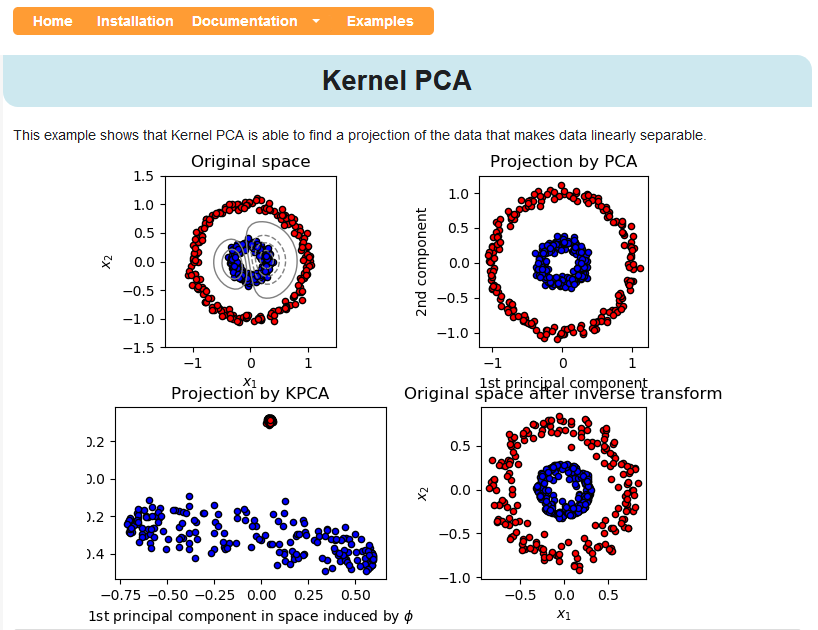 Home Installation Documentation Examples
Kernel PCA
This example shows that Kernel PCA is able to find a projection of the data that makes data linearly separable.
Original space
1.5
1.0
0.5
0.0
−0.5
−1.0
−1.5
x2
−1 0 1
x1
Projection by PCA
1.0
0.5
0.0
−0.5
−1.0
2nd component
−1 0 1
1st principal component
Projection by KPCA
0.2
0.0
0.2
0.4
−0.75 −0.50 −0.25 0.00 0.25 0.50
1st principal component in space induced by ϕ
Original space after inverse transform
0.5
0.0
−0.5
−1.0
x2
−0.5 0.0 0.5
x1